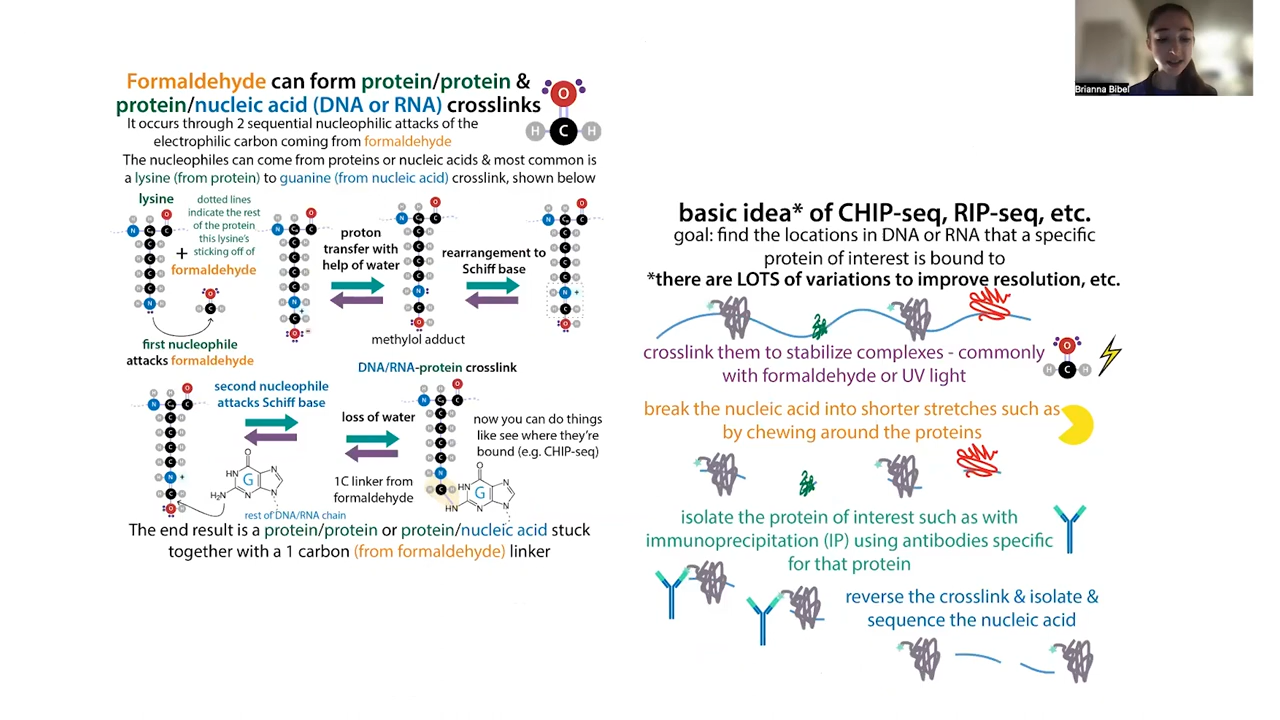 Brianna Bibel
Formaldehyde can form protein/protein &
protein/nucleic acid (DNA or RNA) crosslinks
It occurs through 2 sequential nucleophilic attacks of the
electrophilic carbon coming from formaldehyde
The nucleophiles can come from proteins or nucleic acids & most common is
a lysine (from protein) to guanine (from nucleic acid) crosslink, shown below
O
H C H
lysine
dotted lines
indicate the rest
of the protein
this lysine's
sticking off of
+
formaldehyde
first nucleophile
attacks formaldehyde
proton
transfer with
help of water
methylol adduct
rearrangement to
Schiff base
second nucleophile
attacks Schiff base
DNA/RNA-protein crosslink
loss of water
1C linker from
formaldehyde
now you can do things
like see where they're
bound (e.g. CHIP-seq)
O
HN
N
G
H₂N
N
N
rest of DNA/RNA chain
O
HN
N
G
HN
N
N
The end result is a protein/protein or protein/nucleic acid stuck
together with a 1 carbon (from formaldehyde) linker
basic idea* of CHIP-seq, RIP-seq, etc.
goal: find the locations in DNA or RNA that a specific
protein of interest is bound to
*there are LOTS of variations to improve resolution, etc.
crosslink them to stabilize complexes - commonly
with formaldehyde or UV light
O
H C H
break the nucleic acid into shorter stretches such as
by chewing around the proteins
isolate the protein of interest such as with
immunoprecipitation (IP) using antibodies specific
for that protein
reverse the crosslink & isolate &
sequence the nucleic acid